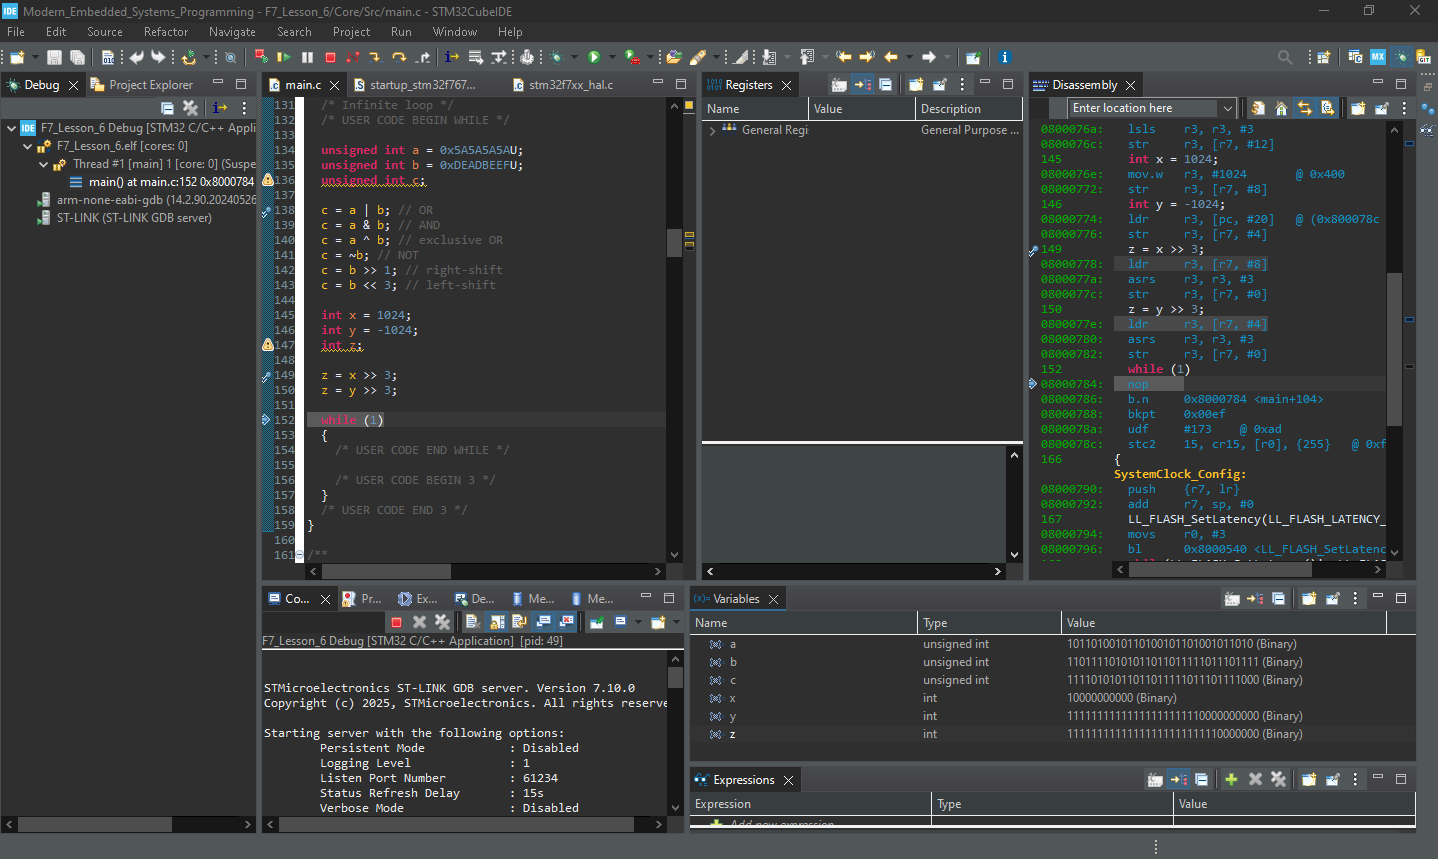 IDE Modern_Embedded_Systems_Programming - F7_Lesson_6/Core/Src/main.c - STM32CubeIDE
File Edit Source Refactor Navigate Search Project Run Window Help
Debug Project Explorer
IDE F7_Lesson_6 Debug [STM32 C/C++ Appli
F7_Lesson_6.elf [cores: 0]
Thread #1 [main] 1 [core: 0] (Suspe
main() at main.c:152 0x8000784
arm-none-eabi-gdb (14.2.90.20240526
ST-LINK (ST-LINK GDB server)
main.c startup_stm32f767... stm32f7xx_hal.c
131 /* Infinite loop */
132 /* USER CODE BEGIN WHILE */
133
134 unsigned int a = 0x5A5A5A5AU;
135 unsigned int b = 0xDEADBEEFU;
136 unsigned int c;
137
138 c = a | b; // OR
139 c = a & b; // AND
140 c = a ^ b; // exclusive OR
141 c = ~b; // NOT
142 c = b >> 1; // right-shift
143 c = b << 3; // left-shift
144
145 int x = 1024;
146 int y = -1024;
147 int z;
148
149 z = x >> 3;
150 z = y >> 3;
151
152 while (1)
153 {
154 /* USER CODE END WHILE */
155
156 /* USER CODE BEGIN 3 */
157 }
158 /* USER CODE END 3 */
159 }
160
161 /**
Registers
Name Value Description
General Regi General Purpose ...
Disassembly
Enter location here
0800076a: lsls r3, r3, #3
0800076c: str r3, [r7, #12]
145 int x = 1024;
0800076e: mov.w r3, #1024 @ 0x400
08000772: str r3, [r7, #8]
146 int y = -1024;
08000774: ldr r3, [pc, #20] @ (0x800078c
08000776: str r3, [r7, #4]
149 z = x >> 3;
08000778: ldr r3, [r7, #8]
0800077a: asrs r3, r3, #3
0800077c: str r3, [r7, #0]
150 z = y >> 3;
0800077e: ldr r3, [r7, #4]
08000780: asrs r3, r3, #3
08000782: str r3, [r7, #0]
152 while (1)
08000784: nop
08000786: b.n 0x8000784 <main+104>
08000788: bkpt 0x00ef
0800078a: udf #173 @ 0xad
0800078c: stc2 15, cr15, [r0], {255} @ 0xf
166 {
SystemClock_Config:
08000790: push {r7, lr}
08000792: add r7, sp, #0
167 LL_FLASH_SetLatency(LL_FLASH_LATENCY_
08000794: movs r0, #3
08000796: bl 0x8000540 <LL_FLASH_SetLatenc
Co... Pr... Ex... De... Me... Me...
F7_Lesson_6 Debug [STM32 C/C++ Application] [pid: 49]
STMicroelectronics ST-LINK GDB server. Version 7.10.0
Copyright (c) 2025, STMicroelectronics. All rights reserve
Starting server with the following options:
Persistent Mode : Disabled
Logging Level : 1
Listen Port Number : 61234
Status Refresh Delay : 15s
Verbose Mode : Disabled
(x)= Variables
Name Type Value
a unsigned int 1011010010110100101101001011010 (Binary)
b unsigned int 11011110101011011011111011101111 (Binary)
c unsigned int 11110101011011011111011101111000 (Binary)
x int 10000000000 (Binary)
y int 11111111111111111111110000000000 (Binary)
z int 11111111111111111111111110000000 (Binary)
Expressions
Expression Type Value
Add new expression